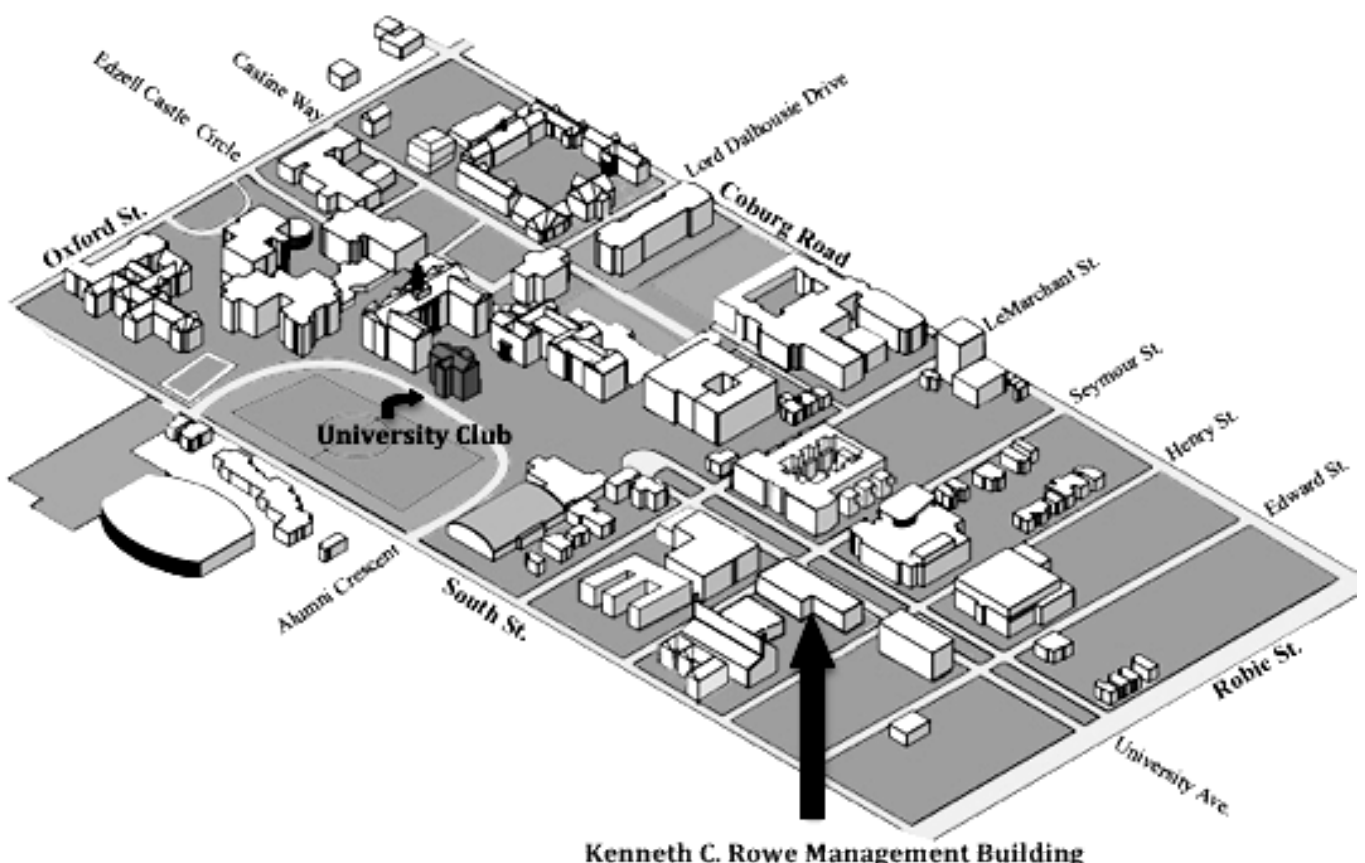 Castine Way
Edzell Castle Circle
Lord Dalhousie Drive
Oxford St.
Coburg Road
LeMarchant St.
Seymour St.
University Club
Henry St.
Edward St.
Alumni Crescent
South St.
Robie St.
University Ave.
Kenneth C. Rowe Management Building